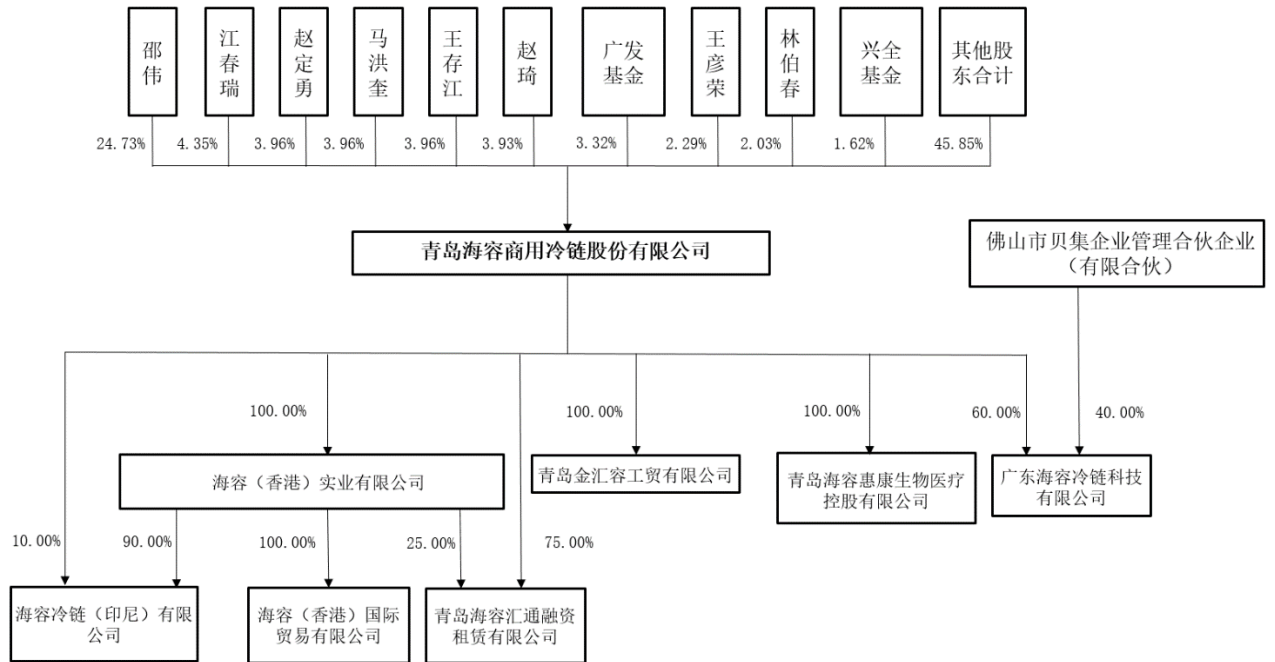 邵伟
江春瑞
赵定勇
马洪奎
王存江
赵琦
广发
基金
王彦荣
林伯春
兴全
基金
其他股
东合计
24.73%
4.35%
3.96%
3.96%
3.96%
3.93%
3.32%
2.29%
2.03%
1.62%
45.85%
青岛海容商用冷链股份有限公司
佛山市贝集企业管理合伙企业
（有限合伙）
100.00%
100.00%
100.00%
60.00%
40.00%
海容（香港）实业有限公司
青岛金汇容工贸有限公司
青岛海容惠康生物医疗
控股有限公司
广东海容冷链科技
有限公司
10.00%
90.00%
100.00%
25.00%
75.00%
海容冷链（印尼）有限
公司
海容（香港）国际
贸易有限公司
青岛海容汇通融资
租赁有限公司